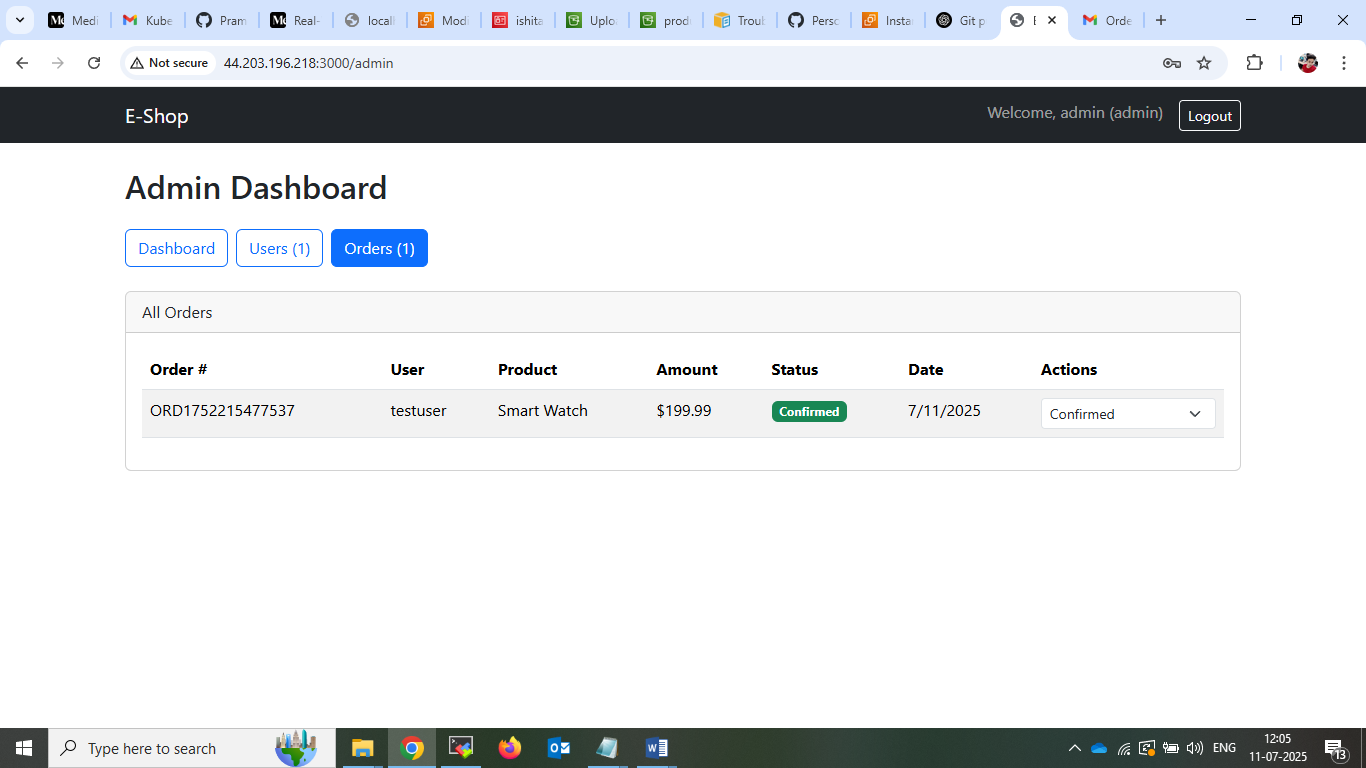 Medi
Kube
Pram
Real-
local
Modi
ishita
Uplo
prod
Troub
Perso
Insta
Git p
E
Orde
Not secure
44.203.196.218:3000/admin
E-Shop
Welcome, admin (admin)
Logout
Admin Dashboard
Dashboard
Users (1)
Orders (1)
All Orders
Order # User Product Amount Status Date Actions
ORD1752215477537 testuser Smart Watch $199.99 Confirmed 7/11/2025 Confirmed
Type here to search
ENG
12:05
11-07-2025
13